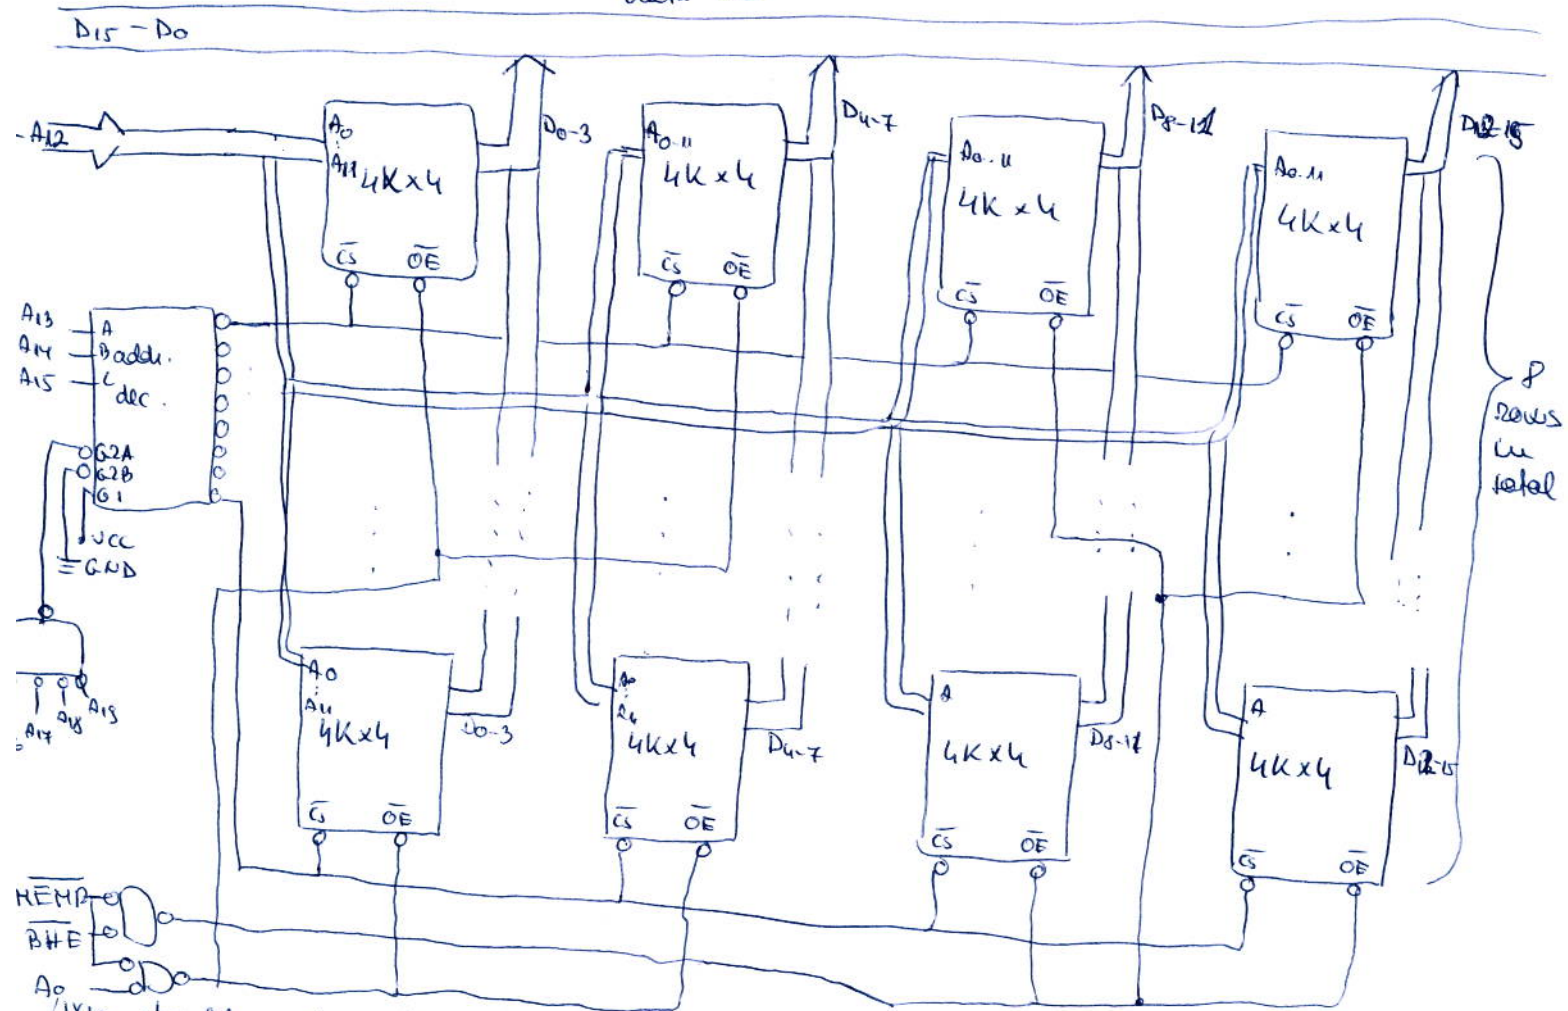 D15 - D0
-A12
A0
A11
4K x 4
CS
OE
D0-3
A0-11
4K x 4
CS
OE
D4-7
A0..11
4K x 4
CS
OE
D8-11
A0-11
4K x 4
CS
OE
D12-15
A13
A14
A15
A
B addr.
C
dec.
G2A
G2B
G1
VCC
GND
A17
A18
A19
8
rows
in
total
A0
A11
4K x 4
CS
OE
D0-3
4K x 4
CS
OE
D4-7
A
4K x 4
CS
OE
D8-11
A
4K x 4
CS
OE
D12-15
MEMR
BHE
A0